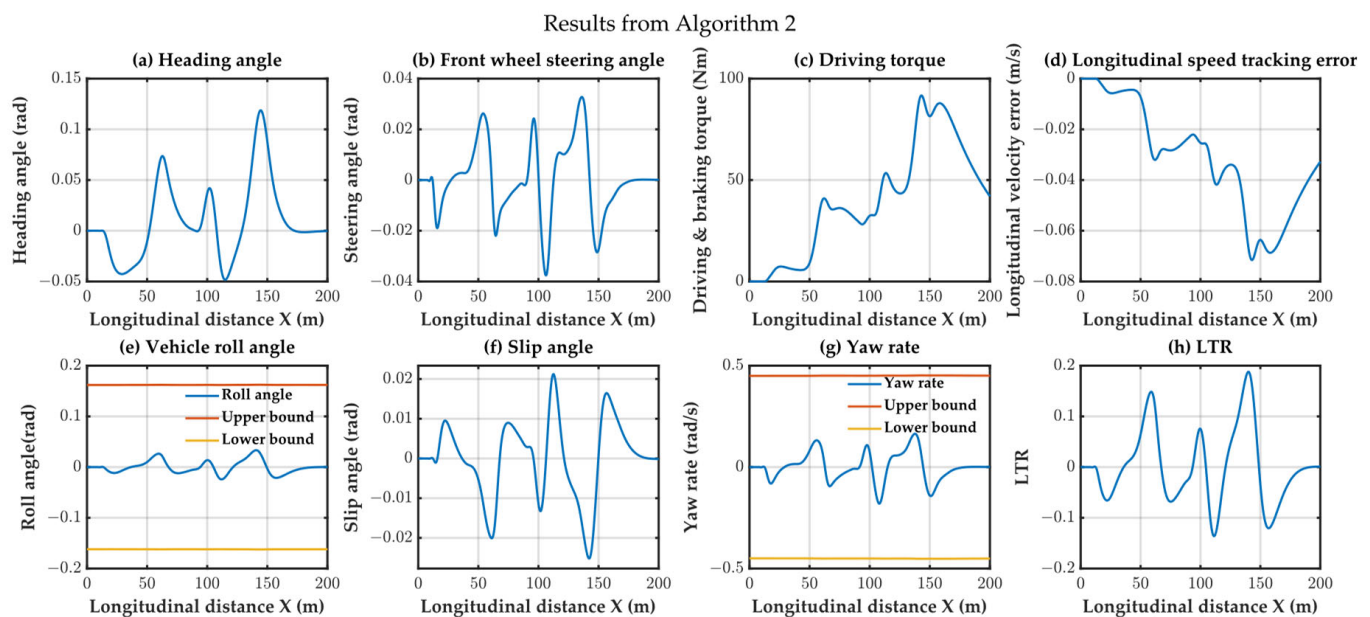 Results from Algorithm 2
(a) Heading angle
Heading angle (rad)
0.15
0.1
0.05
0
−0.05
0
50
100
150
200
Longitudinal distance X (m)
(b) Front wheel steering angle
Steering angle (rad)
0.04
0.02
0
−0.02
−0.04
0
50
100
150
200
Longitudinal distance X (m)
(c) Driving torque
Driving & braking torque (Nm)
100
50
0
0
50
100
150
200
Longitudinal distance X (m)
(d) Longitudinal speed tracking error
Longitudinal velocity error (m/s)
0
−0.02
−0.04
−0.06
−0.08
0
50
100
150
200
Longitudinal distance X (m)
(e) Vehicle roll angle
Roll angle(rad)
0.2
0.1
0
−0.1
−0.2
Roll angle
Upper bound
Lower bound
0
50
100
150
200
Longitudinal distance X (m)
(f) Slip angle
Slip angle (rad)
0.02
0.01
0
−0.01
−0.02
0
50
100
150
200
Longitudinal distance X (m)
(g) Yaw rate
Yaw rate (rad/s)
0.5
0
−0.5
Yaw rate
Upper bound
Lower bound
0
50
100
150
200
Longitudinal distance X (m)
(h) LTR
LTR
0.2
0.1
0
−0.1
−0.2
0
50
100
150
200
Longitudinal distance X (m)